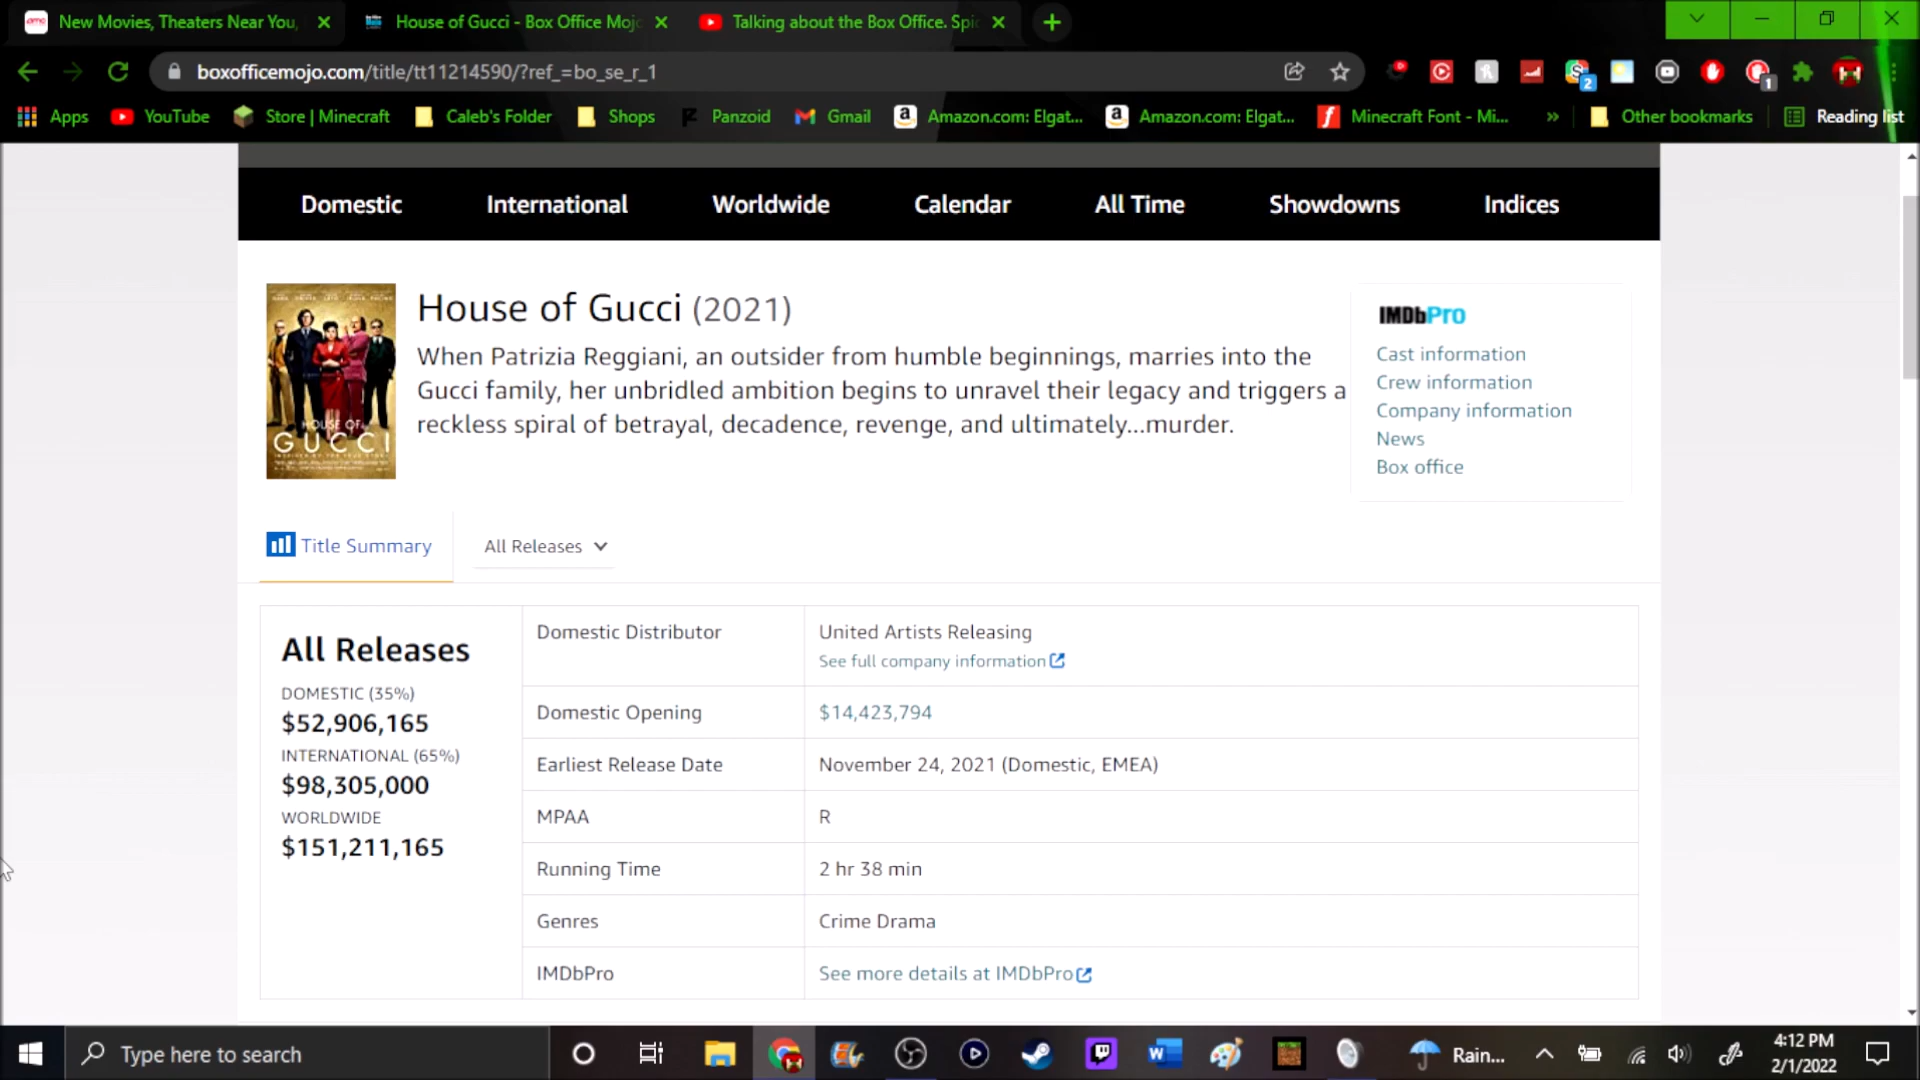 New Movies, Theaters Near You,
House of Gucci - Box Office Mojo
Talking about the Box Office. Spi
boxofficemojo.com/title/tt11214590/?ref_=bo_se_r_1
2
1
Apps
YouTube
Store | Minecraft
Caleb's Folder
Shops
Panzoid
Gmail
Amazon.com: Elgat...
Amazon.com: Elgat...
Minecraft Font - Mi...
»
Other bookmarks
Reading list
Domestic
International
Worldwide
Calendar
All Time
Showdowns
Indices
HOUSE OF
GUCCI
House of Gucci (2021)
When Patrizia Reggiani, an outsider from humble beginnings, marries into the
Gucci family, her unbridled ambition begins to unravel their legacy and triggers a
reckless spiral of betrayal, decadence, revenge, and ultimately...murder.
IMDbPro
Cast information
Crew information
Company information
News
Box office
Title Summary
All Releases
All Releases
DOMESTIC (35%)
$52,906,165
INTERNATIONAL (65%)
$98,305,000
WORLDWIDE
$151,211,165
Domestic Distributor
United Artists Releasing
See full company information
Domestic Opening
$14,423,794
Earliest Release Date
November 24, 2021 (Domestic, EMEA)
MPAA
R
Running Time
2 hr 38 min
Genres
Crime Drama
IMDbPro
See more details at IMDbPro
Type here to search
Rain...
4:12 PM
2/1/2022